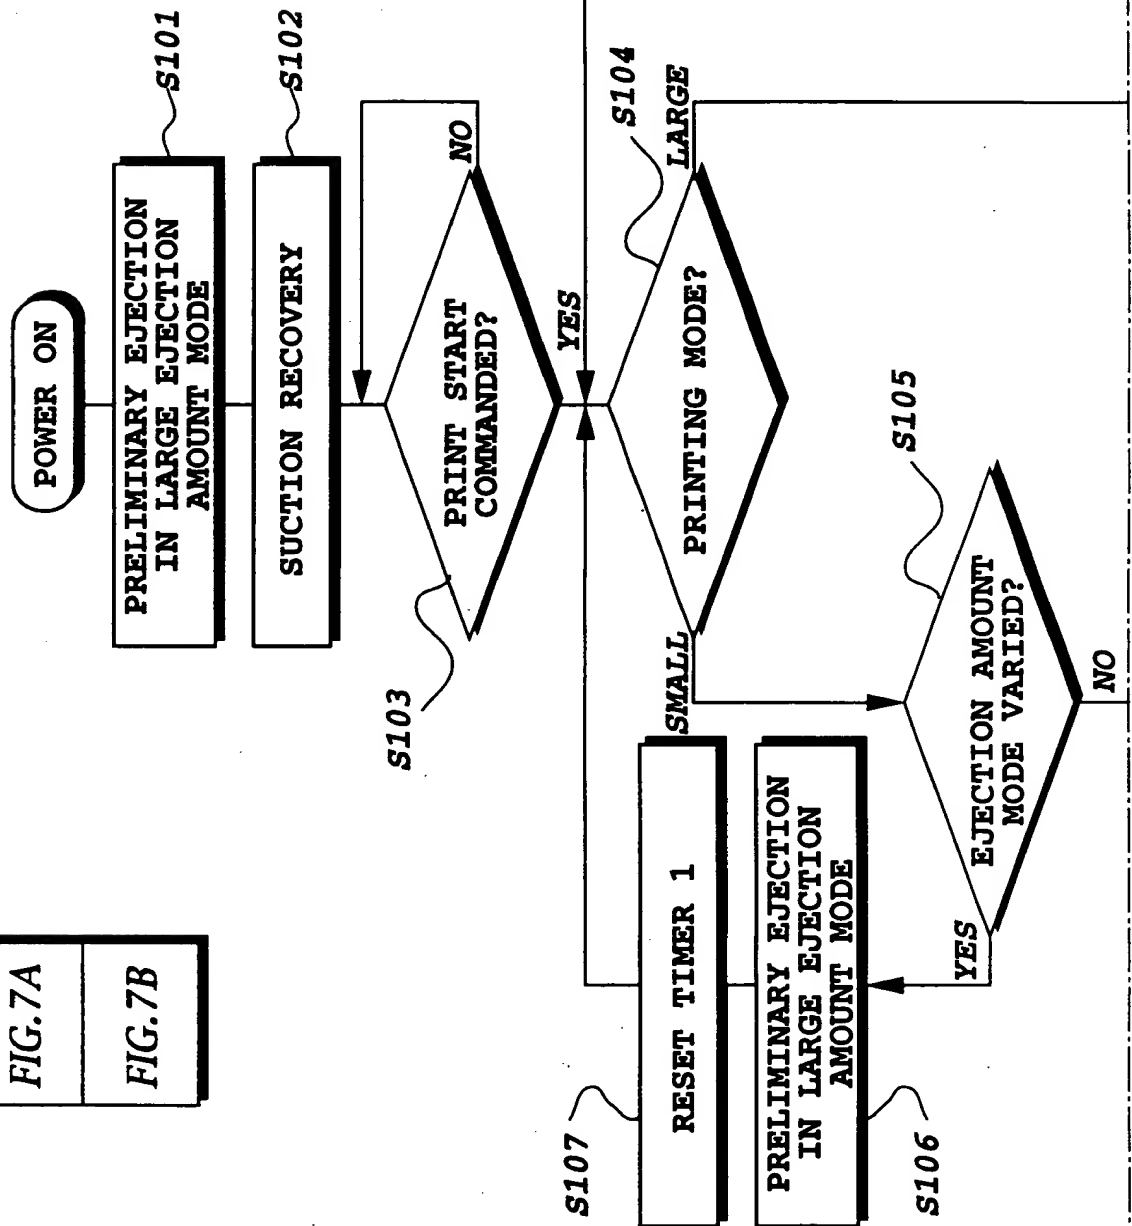 FIG.7A
FIG.7B
POWER ON
PRELIMINARY EJECTION
IN LARGE EJECTION
AMOUNT MODE
S101
SUCTION RECOVERY
S102
PRINT START
COMMANDED?
S103
NO
YES
PRINTING MODE?
S104
LARGE
SMALL
EJECTION AMOUNT
MODE VARIED?
S105
YES
NO
PRELIMINARY EJECTION
IN LARGE EJECTION
AMOUNT MODE
S106
RESET TIMER 1
S107